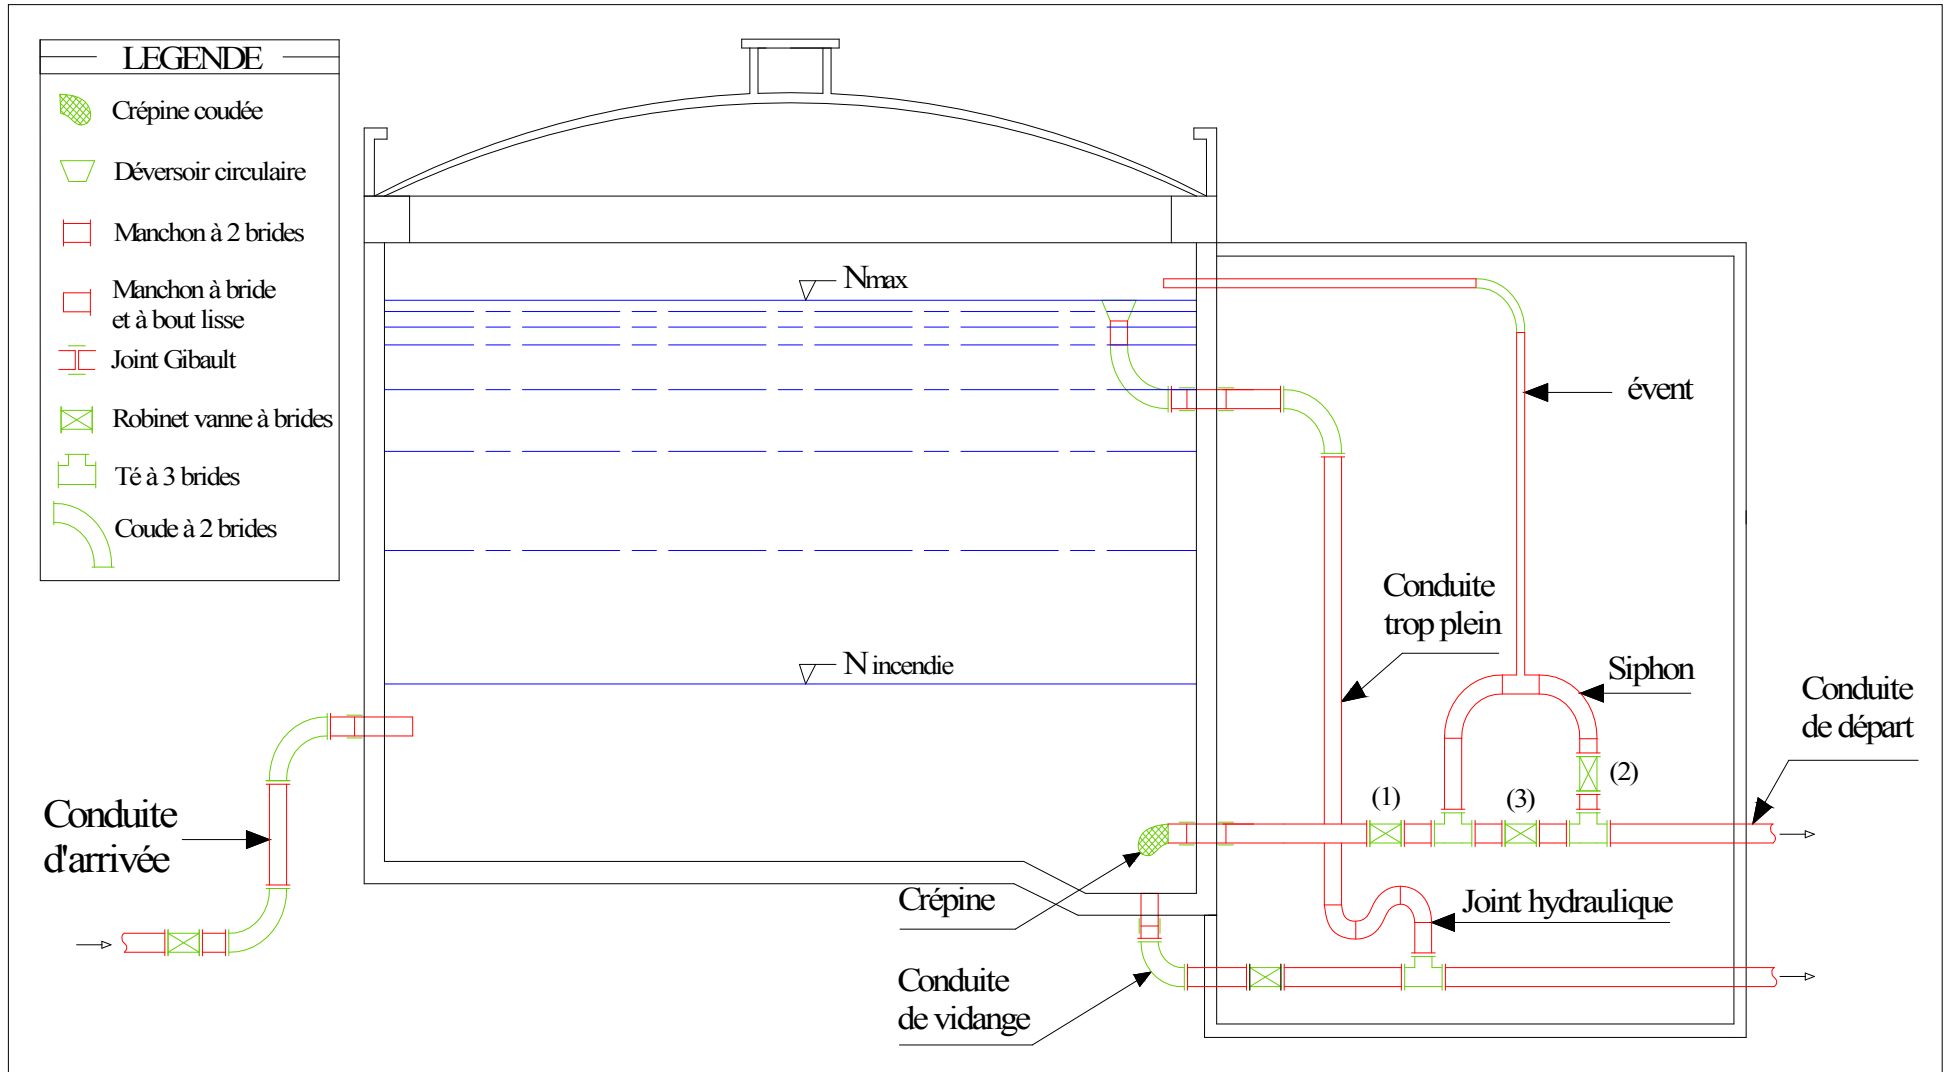 LEGENDE
Crépine coudée
Déversoir circulaire
Manchon à 2 brides
Manchon à bride
et à bout lisse
Joint Gibault
Robinet vanne à brides
Té à 3 brides
Coude à 2 brides
Nmax
évent
Conduite
trop plein
N incendie
Siphon
Conduite
de départ
(2)
(1)
(3)
Conduite
d'arrivée
Crépine
Joint hydraulique
Conduite
de vidange